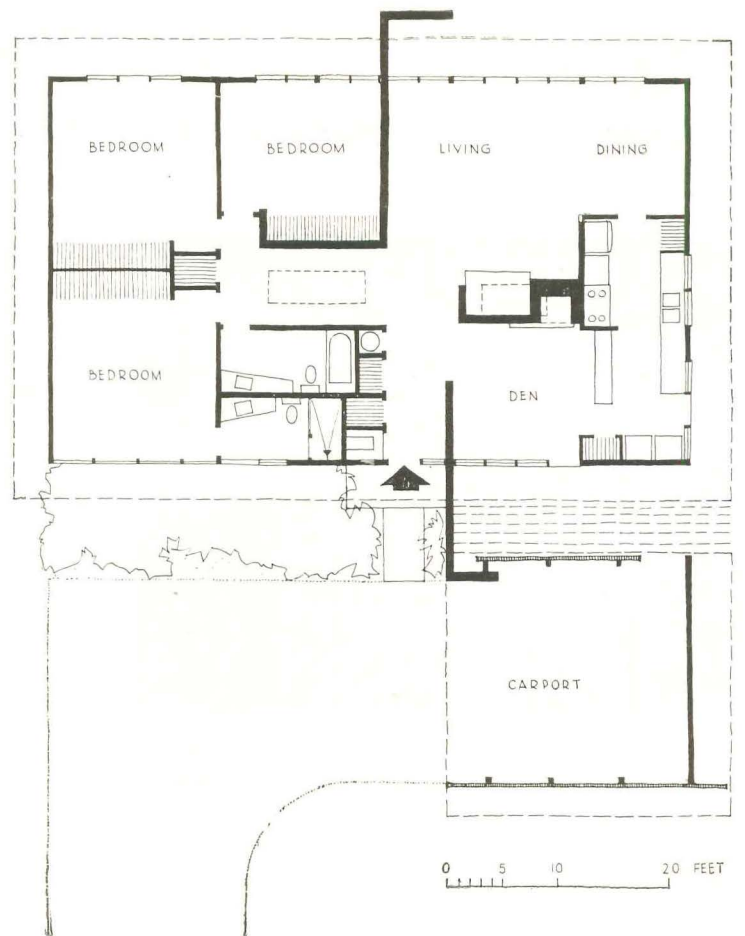 BEDROOM
BEDROOM
LIVING
DINING
BEDROOM
DEN
CARPORT
0 5 10 20 FEET